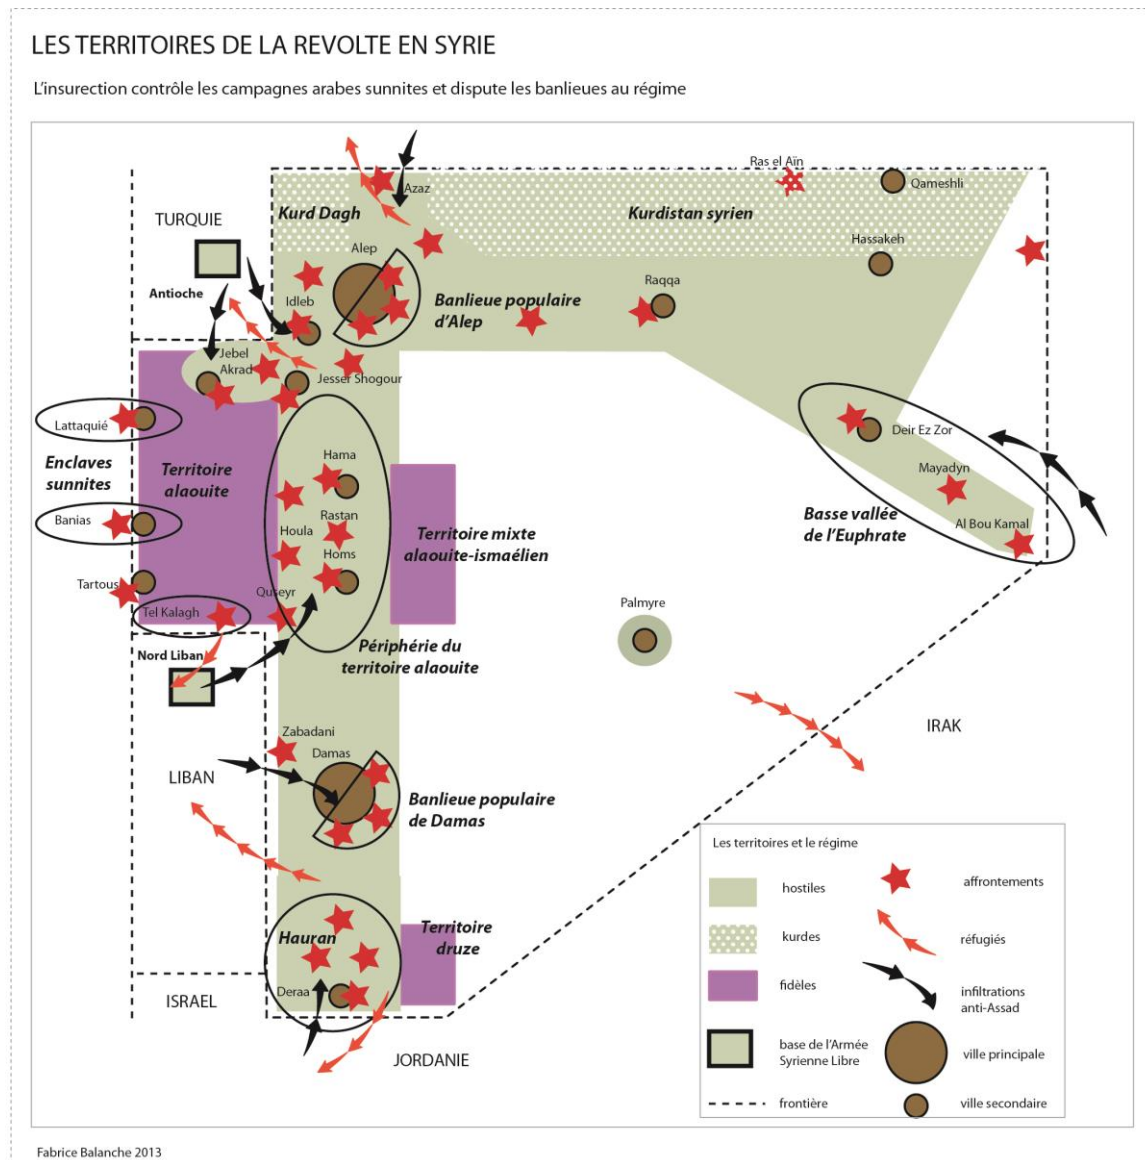 LES TERRITOIRES DE LA REVOLTE EN SYRIE
L'insurection contrôle les campagnes arabes sunnites et dispute les banlieues au régime
Ras el Aïn
Azaz
Qameshli
TURQUIE
Kurd Dagh
Kurdistan syrien
Alep
Hassakeh
Antioche
Raqqa
Idleb
Banlieue populaire
d'Alep
Jebel
Akrad
Jesser Shogour
Lattaquié
Deir Ez Zor
Enclaves
sunnites
Territoire
alaouite
Hama
Mayadyn
Banias
Rastan
Basse vallée
de l'Euphrate
Al Bou Kamal
Houla
Territoire mixte
alaouite-ismaélien
Homs
Tartous
Quseyr
Tel Kalagh
Palmyre
Périphérie du
territoire alaouite
Nord Liban
IRAK
Zabadani
Damas
LIBAN
Banlieue populaire
de Damas
Hauran
Territoire
druze
Deraa
ISRAEL
JORDANIE
Les territoires et le régime
hostiles
affrontements
kurdes
réfugiés
fidèles
infiltrations
anti-Assad
base de l'Armée
Syrienne Libre
ville principale
frontière
ville secondaire
Fabrice Balanche 2013